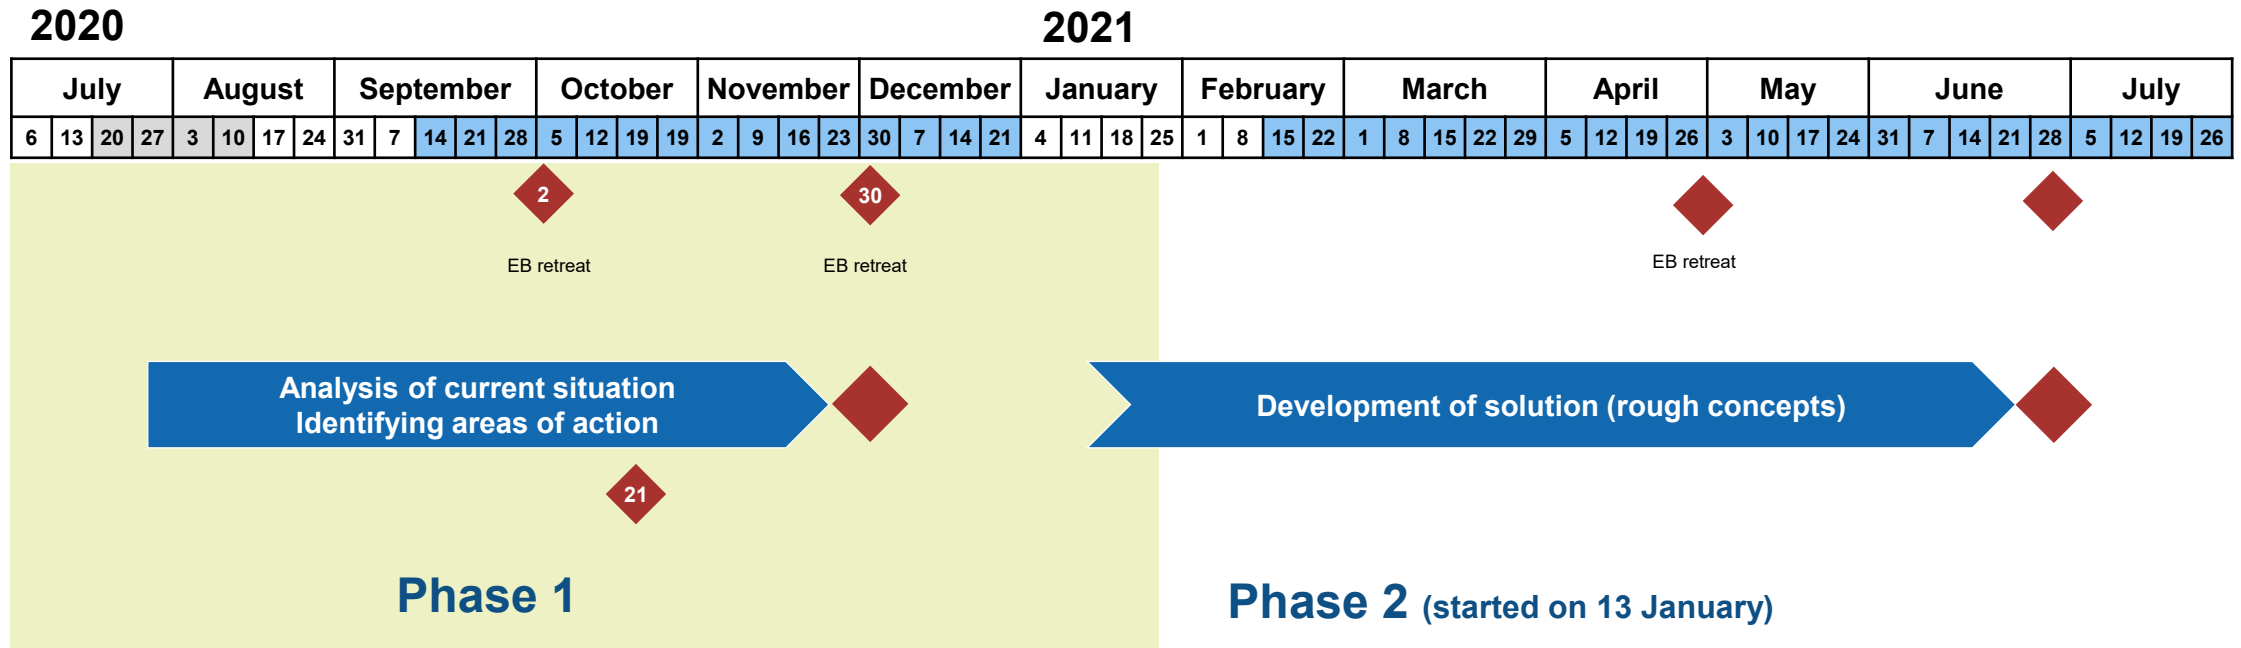 2020 2021
July August September October November December January February March April May June July
6 13 20 27 3 10 17 24 31 7 14 21 28 5 12 19 19 2 9 16 23 30 7 14 21 4 11 18 25 1 8 15 22 1 8 15 22 29 5 12 19 26 3 10 17 24 31 7 14 21 28 5 12 19 26
2 30
EB retreat EB retreat EB retreat
Analysis of current situation
Identifying areas of action
Development of solution (rough concepts)
21
Phase 1
Phase 2 (started on 13 January)